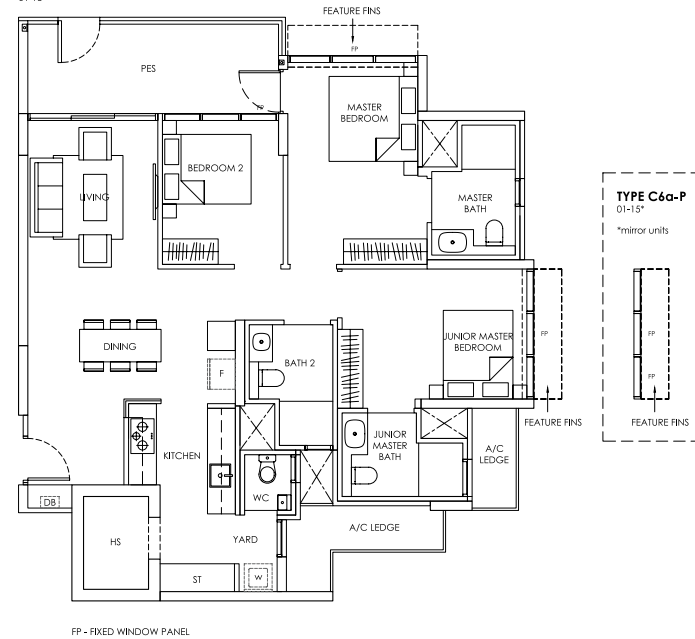 FEATURE FINS
FP
PES
FP
MASTER
BEDROOM
BEDROOM 2
LIVING
MASTER
BATH
TYPE C6a-P
01-15*
*mirror units
DINING
F
BATH 2
JUNIOR MASTER
BEDROOM
FP
FP
FP
FEATURE FINS
FEATURE FINS
KITCHEN
JUNIOR
MASTER
BATH
A/C
LEDGE
WC
DB
HS
YARD
A/C LEDGE
ST
W
FP - FIXED WINDOW PANEL